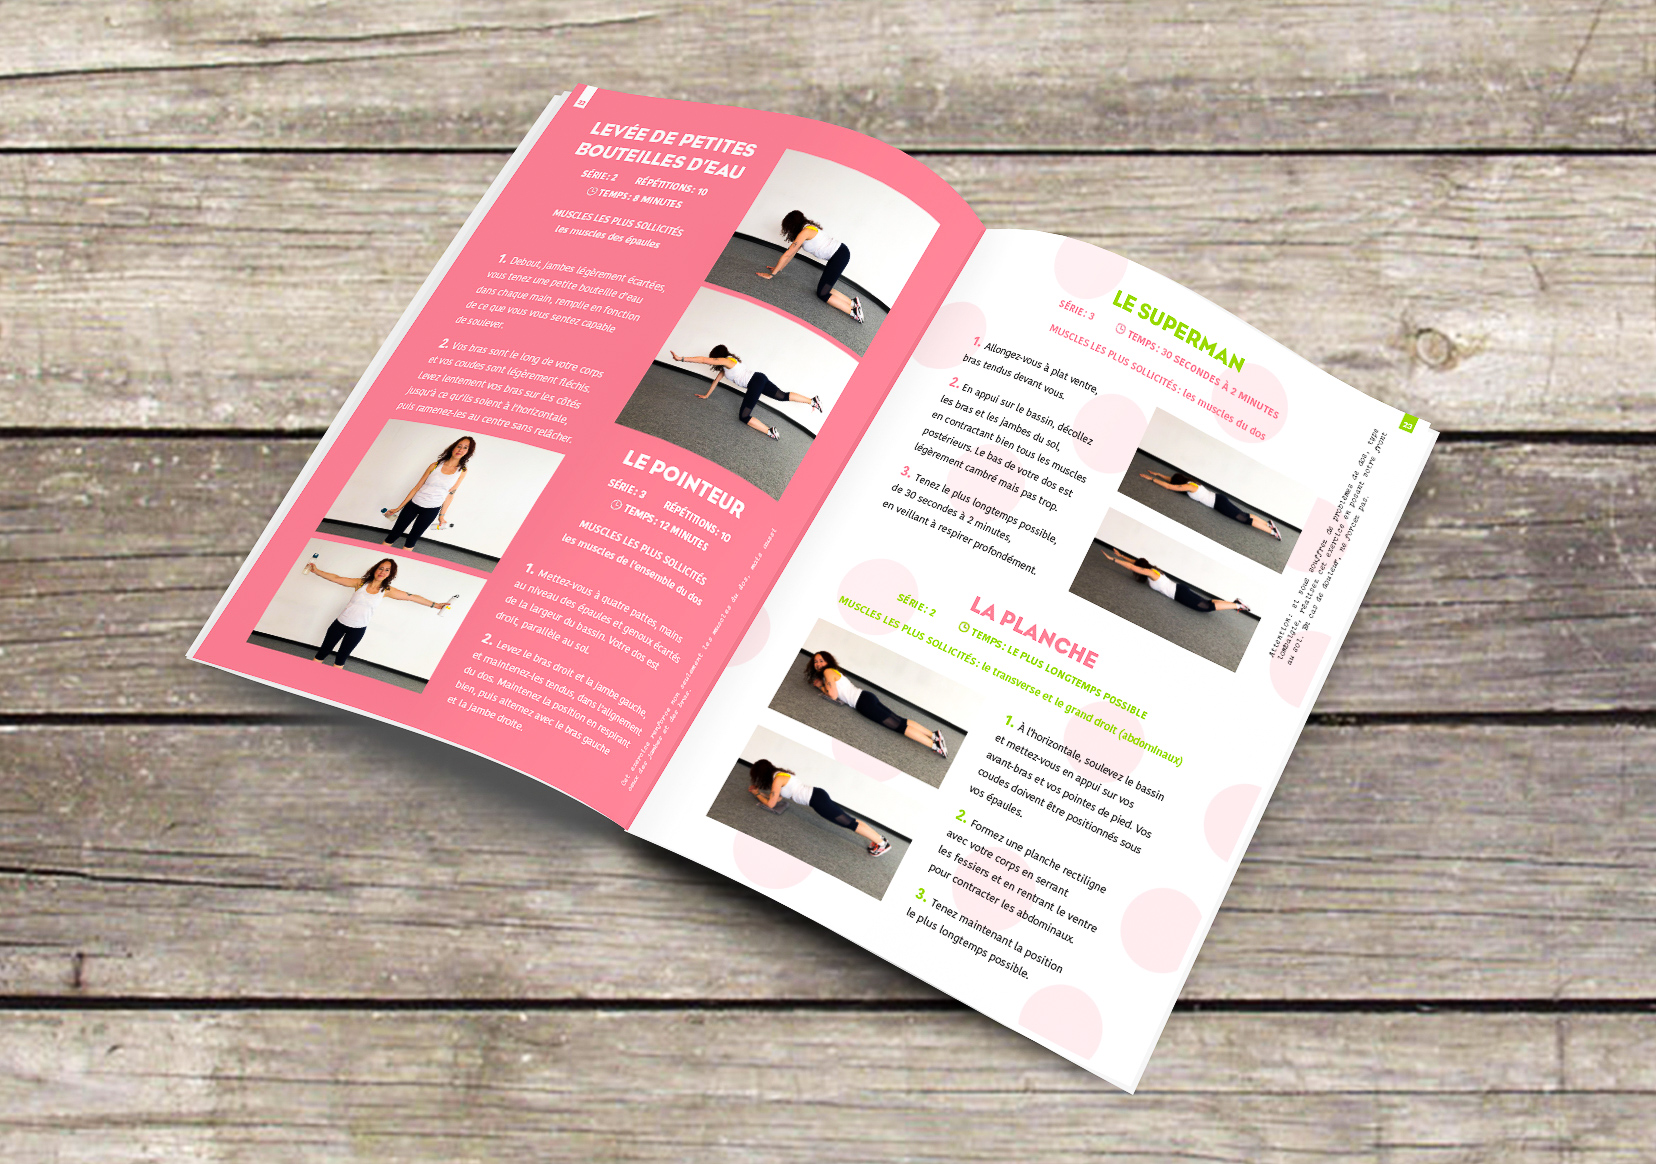 LEVÉE DE PETITES
BOUTEILLES D'EAU
SÉRIE : 2 RÉPÉTITIONS : 10
TEMPS : 8 MINUTES
MUSCLES LES PLUS SOLLICITÉS
les muscles des épaules
1. Debout, jambes légèrement écartées,
vous tenez une petite bouteille d'eau
dans chaque main, remplie en fonction
de ce que vous vous sentez capable
de soulever.
2. Vos bras sont le long de votre corps
et vos coudes sont légèrement fléchis.
Levez lentement vos bras sur les côtés
jusqu'à ce qu'ils soient à l'horizontale,
puis ramenez-les au centre sans relâcher.
LE POINTEUR
SÉRIE : 3 RÉPÉTITIONS : 10
TEMPS : 12 MINUTES
MUSCLES LES PLUS SOLLICITÉS
les muscles de l'ensemble du dos
1. Mettez-vous à quatre pattes, mains
au niveau des épaules et genoux écartés
de la largeur du bassin. Votre dos est
droit, parallèle au sol.
2. Levez le bras droit et la jambe gauche,
et maintenez-les tendus, dans l'alignement
du dos. Maintenez la position en respirant
bien, puis alternez avec le bras gauche
et la jambe droite.
Cet exercice renforce non seulement les muscles du dos, mais aussi
ceux des jambes et des bras.
LE SUPERMAN
SÉRIE : 3 TEMPS : 30 SECONDES À 2 MINUTES
MUSCLES LES PLUS SOLLICITÉS : les muscles du dos
1. Allongez-vous à plat ventre,
bras tendus devant vous.
2. En appui sur le bassin, décollez
les bras et les jambes du sol,
en contractant bien tous les muscles
postérieurs. Le bas de votre dos est
légèrement cambré mais pas trop.
3. Tenez le plus longtemps possible,
de 30 secondes à 2 minutes,
en veillant à respirer profondément.
Attention : si vous souffrez de problèmes de dos, type
lombalgie, réalisez cet exercice en posant votre front
au sol. En cas de douleur, ne forcez pas.
LA PLANCHE
SÉRIE : 2 TEMPS : LE PLUS LONGTEMPS POSSIBLE
MUSCLES LES PLUS SOLLICITÉS : le transverse et le grand droit (abdominaux)
1. À l'horizontale, soulevez le bassin
et mettez-vous en appui sur vos
avant-bras et vos pointes de pied. Vos
coudes doivent être positionnés sous
vos épaules.
2. Formez une planche rectiligne
avec votre corps en serrant
les fessiers et en rentrant le ventre
pour contracter les abdominaux.
3. Tenez maintenant la position
le plus longtemps possible.